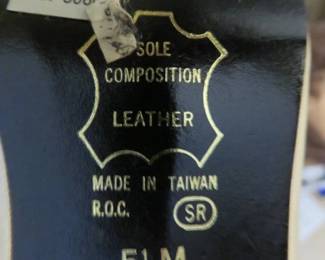 SOLE
COMPOSITION
LEATHER
MADE IN TAIWAN
R.O.C. SR
M